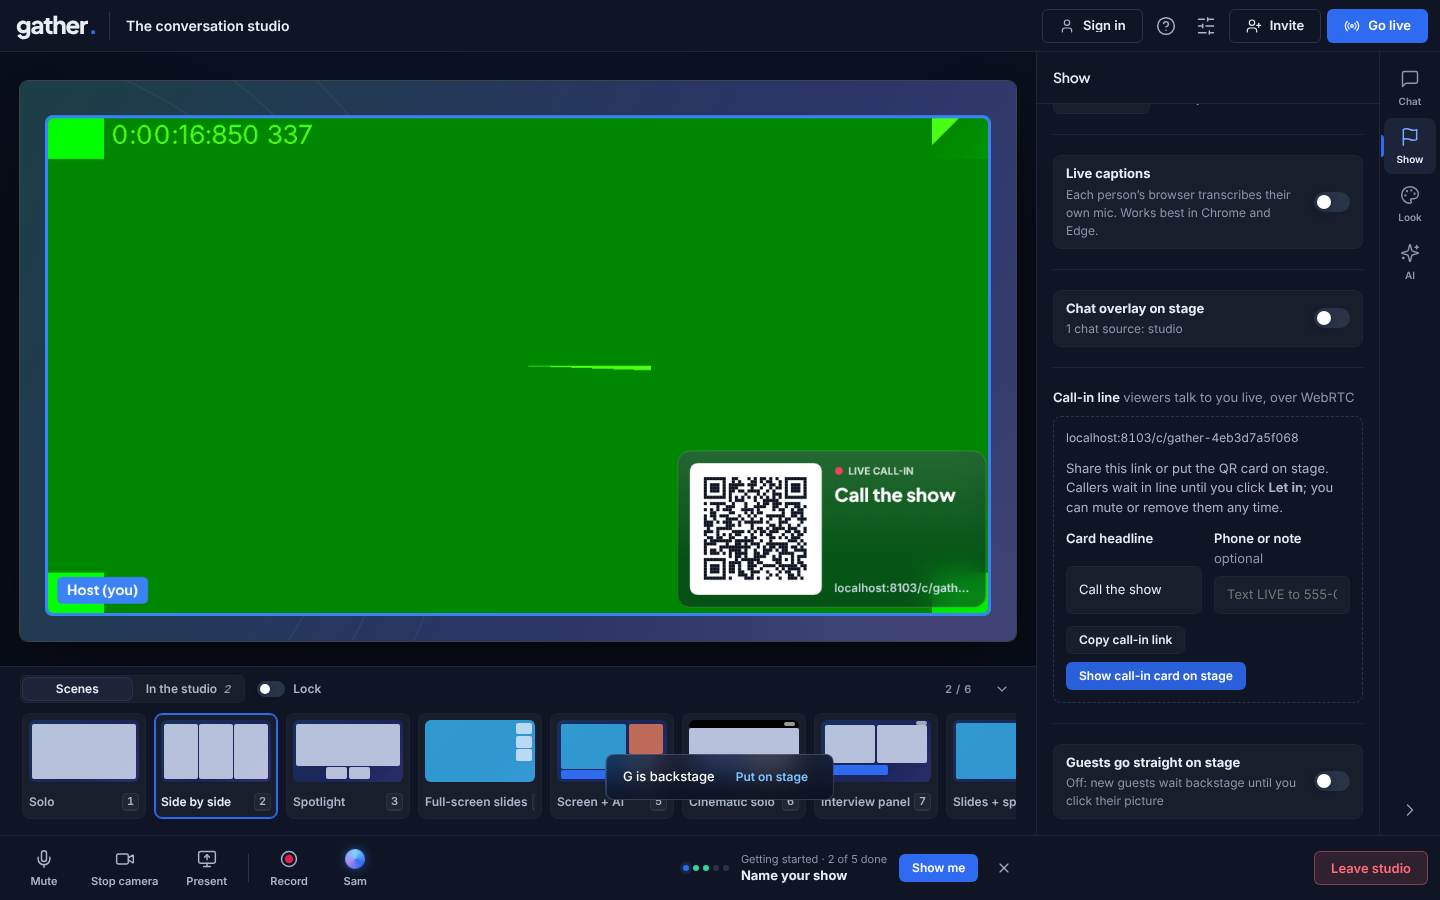 gather.
The conversation studio
Sign in
Invite
Go live
0:00:16:850 337
LIVE CALL-IN
Call the show
localhost:8103/c/gath...
Host (you)
Show
Live captions
Each person's browser transcribes their
own mic. Works best in Chrome and
Edge.
Chat overlay on stage
1 chat source: studio
Call-in line viewers talk to you live, over WebRTC
localhost:8103/c/gather-4eb3d7a5f068
Share this link or put the QR card on stage.
Callers wait in line until you click Let in; you
can mute or remove them any time.
Card headline
Phone or note
optional
Call the show
Text LIVE to 555-0
Copy call-in link
Show call-in card on stage
Guests go straight on stage
Off: new guests wait backstage until you
click their picture
Chat
Show
Look
AI
Scenes
In the studio 2
Lock
2 / 6
Solo 1
Side by side 2
Spotlight 3
Full-screen slides
Screen + AI 5
Cinematic solo 6
Interview panel 7
Slides + sp
G is backstage
Put on stage
Mute
Stop camera
Present
Record
Sam
Getting started · 2 of 5 done
Name your show
Show me
Leave studio